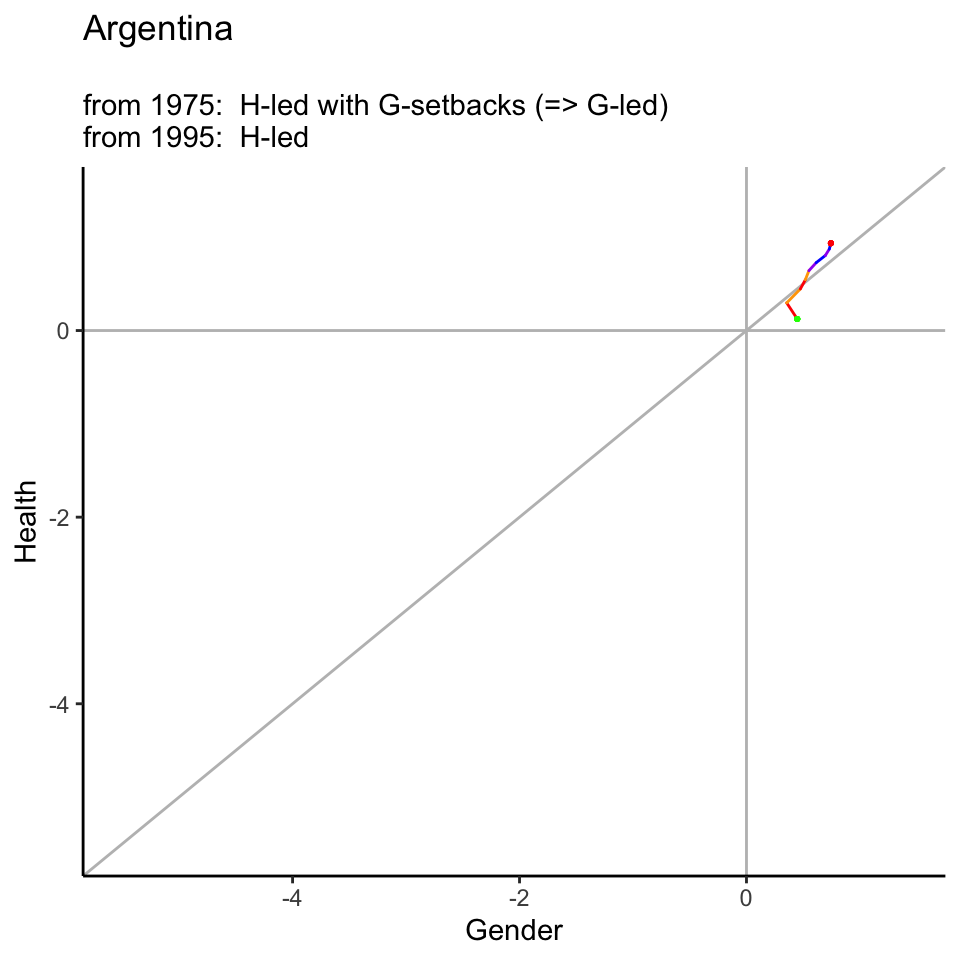 Argentina
from 1975:  H-led with G-setbacks (=> G-led)
from 1995:  H-led
0
-2
-4
Health
-4
-2
0
Gender